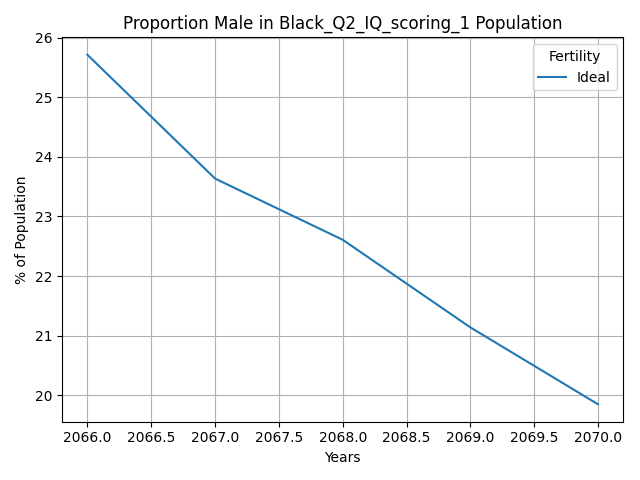 Proportion Male in Black_Q2_IQ_scoring_1 Population
Fertility
Ideal
% of Population
26
25
24
23
22
21
20
2066.0 2066.5 2067.0 2067.5 2068.0 2068.5 2069.0 2069.5 2070.0
Years